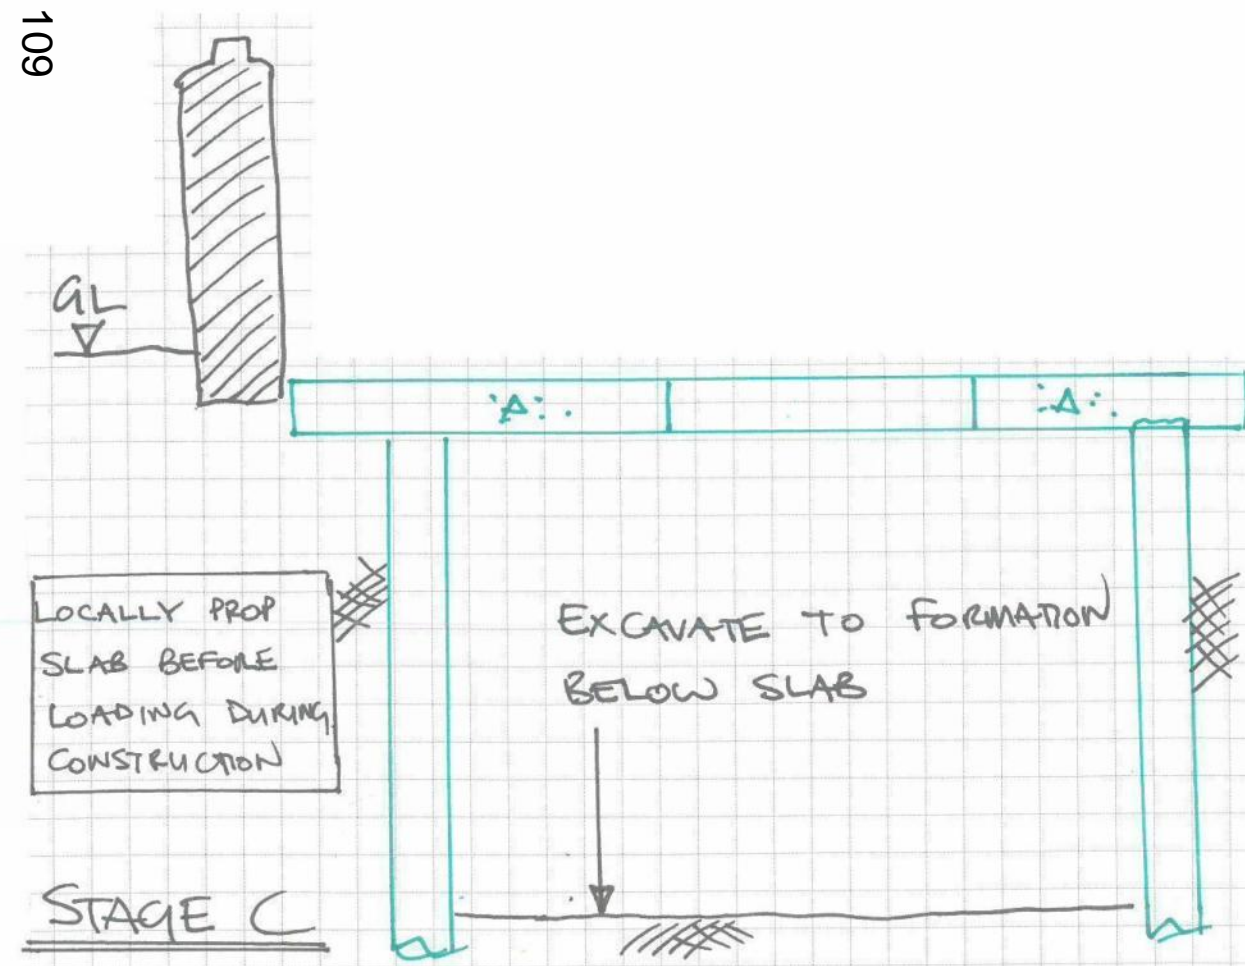 109
GL
LOCALLY PROP
SLAB BEFORE
LOADING DURING
CONSTRUCTION
EXCAVATE TO FORMATION
BELOW SLAB
STAGE C